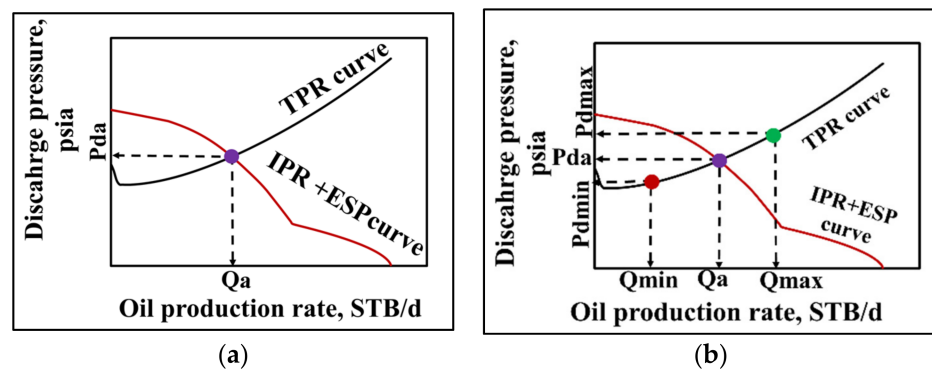 Discahrge pressure,
psia
Pda
TPR curve
IPR +ESPcurve
Qa
Oil production rate, STB/d
(a)
Discahrge pressure,
psia
Pdmax
Pda
Pdmin
TPR curve
IPR+ESP
curve
Qmin
Qa
Qmax
Oil production rate, STB/d
(b)